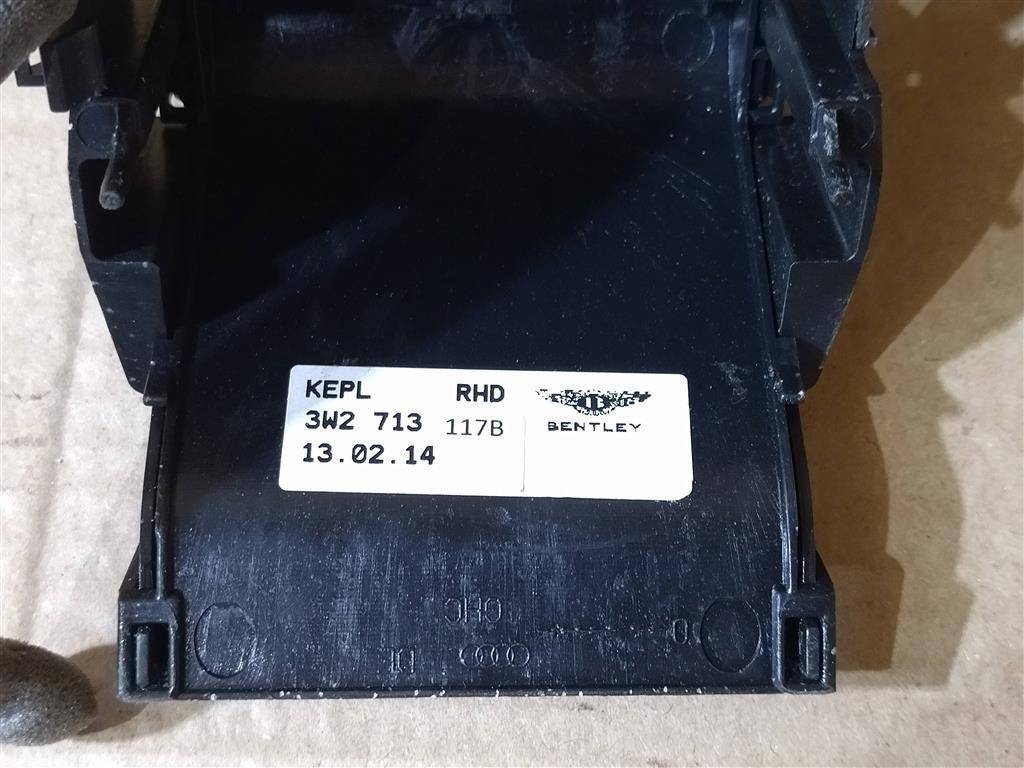 KEPL RHD
3W2 713 117B
13.02.14
BENTLEY